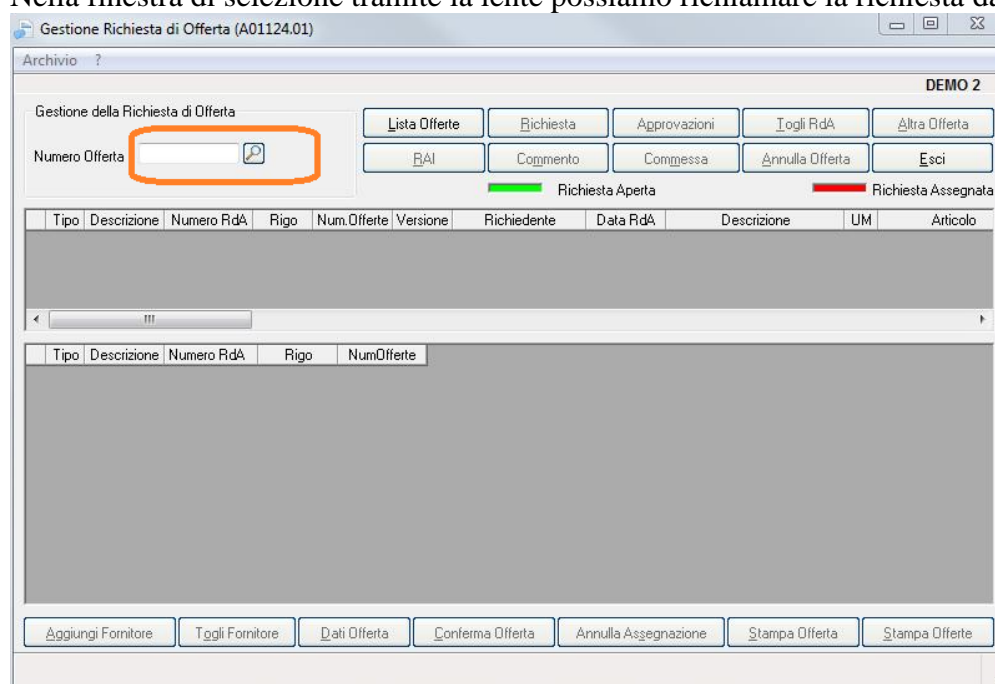 Nella finestra di selezione tramite la lente possiamo richiamare la richiesta da
Gestione Richiesta di Offerta (A01124.01)
Archivio ?
DEMO 2
Gestione della Richiesta di Offerta
Numero Offerta
Lista Offerte Richiesta Approvazioni Togli RdA Altra Offerta
RAI Commento Commessa Annulla Offerta Esci
Richiesta Aperta Richiesta Assegnata
Tipo Descrizione Numero RdA Rigo Num.Offerte Versione Richiedente Data RdA Descrizione UM Articolo
Tipo Descrizione Numero RdA Rigo NumOfferte
Aggiungi Fornitore Togli Fornitore Dati Offerta Conferma Offerta Annulla Assegnazione Stampa Offerta Stampa Offerte